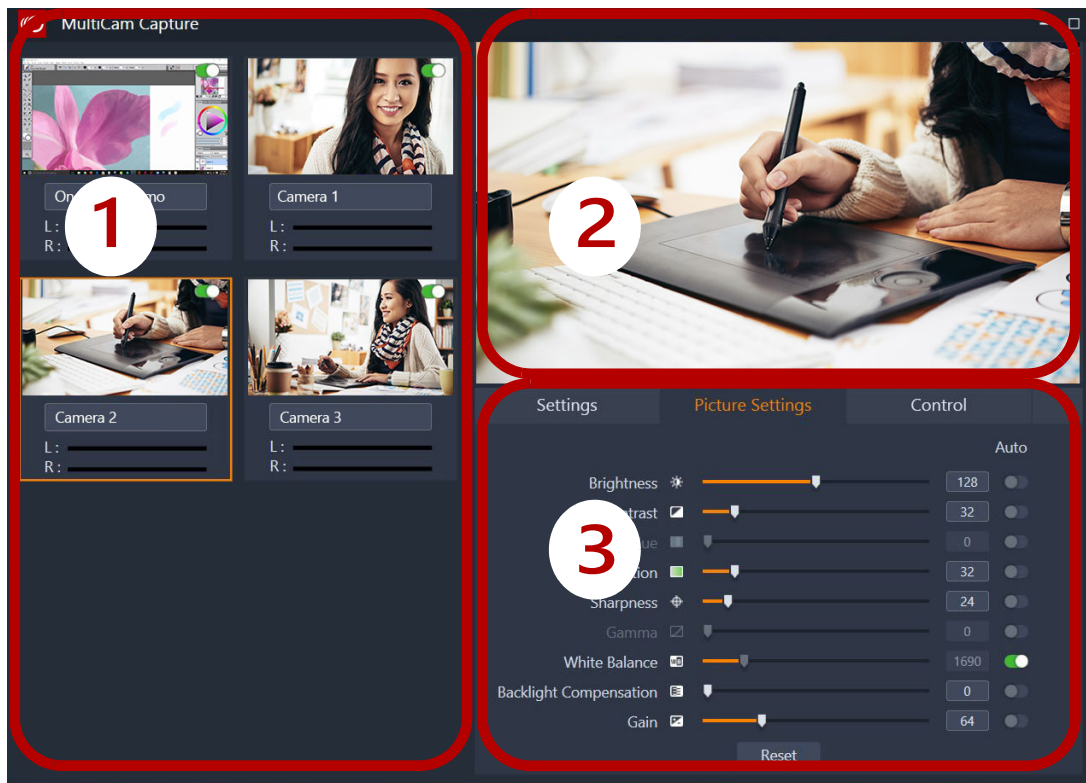 MultiCam Capture
Camera 1
L:
R:
L:
R:
1
Camera 2
L:
R:
Camera 3
L:
R:
2
Settings
Picture Settings
Control
Auto
Brightness 128
32
0
32
Sharpness 24
Gamma 0
White Balance 1690
Backlight Compensation 0
Gain 64
Reset
3